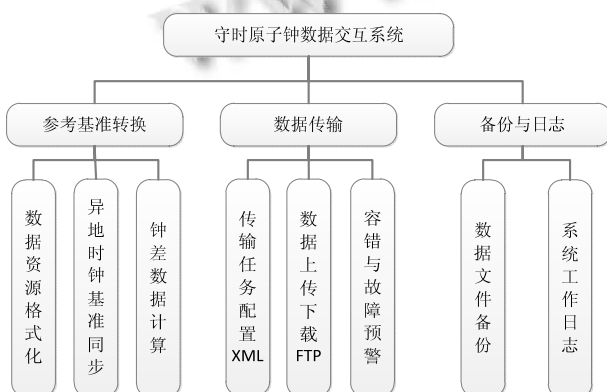 守时原子钟数据交互系统
参考基准转换
数据传输
备份与日志
数据资源格式化
异地时钟基准同步
钟差数据计算
传输任务配置XML
数据上传下载FTP
容错与故障预警
数据文件备份
系统工作日志